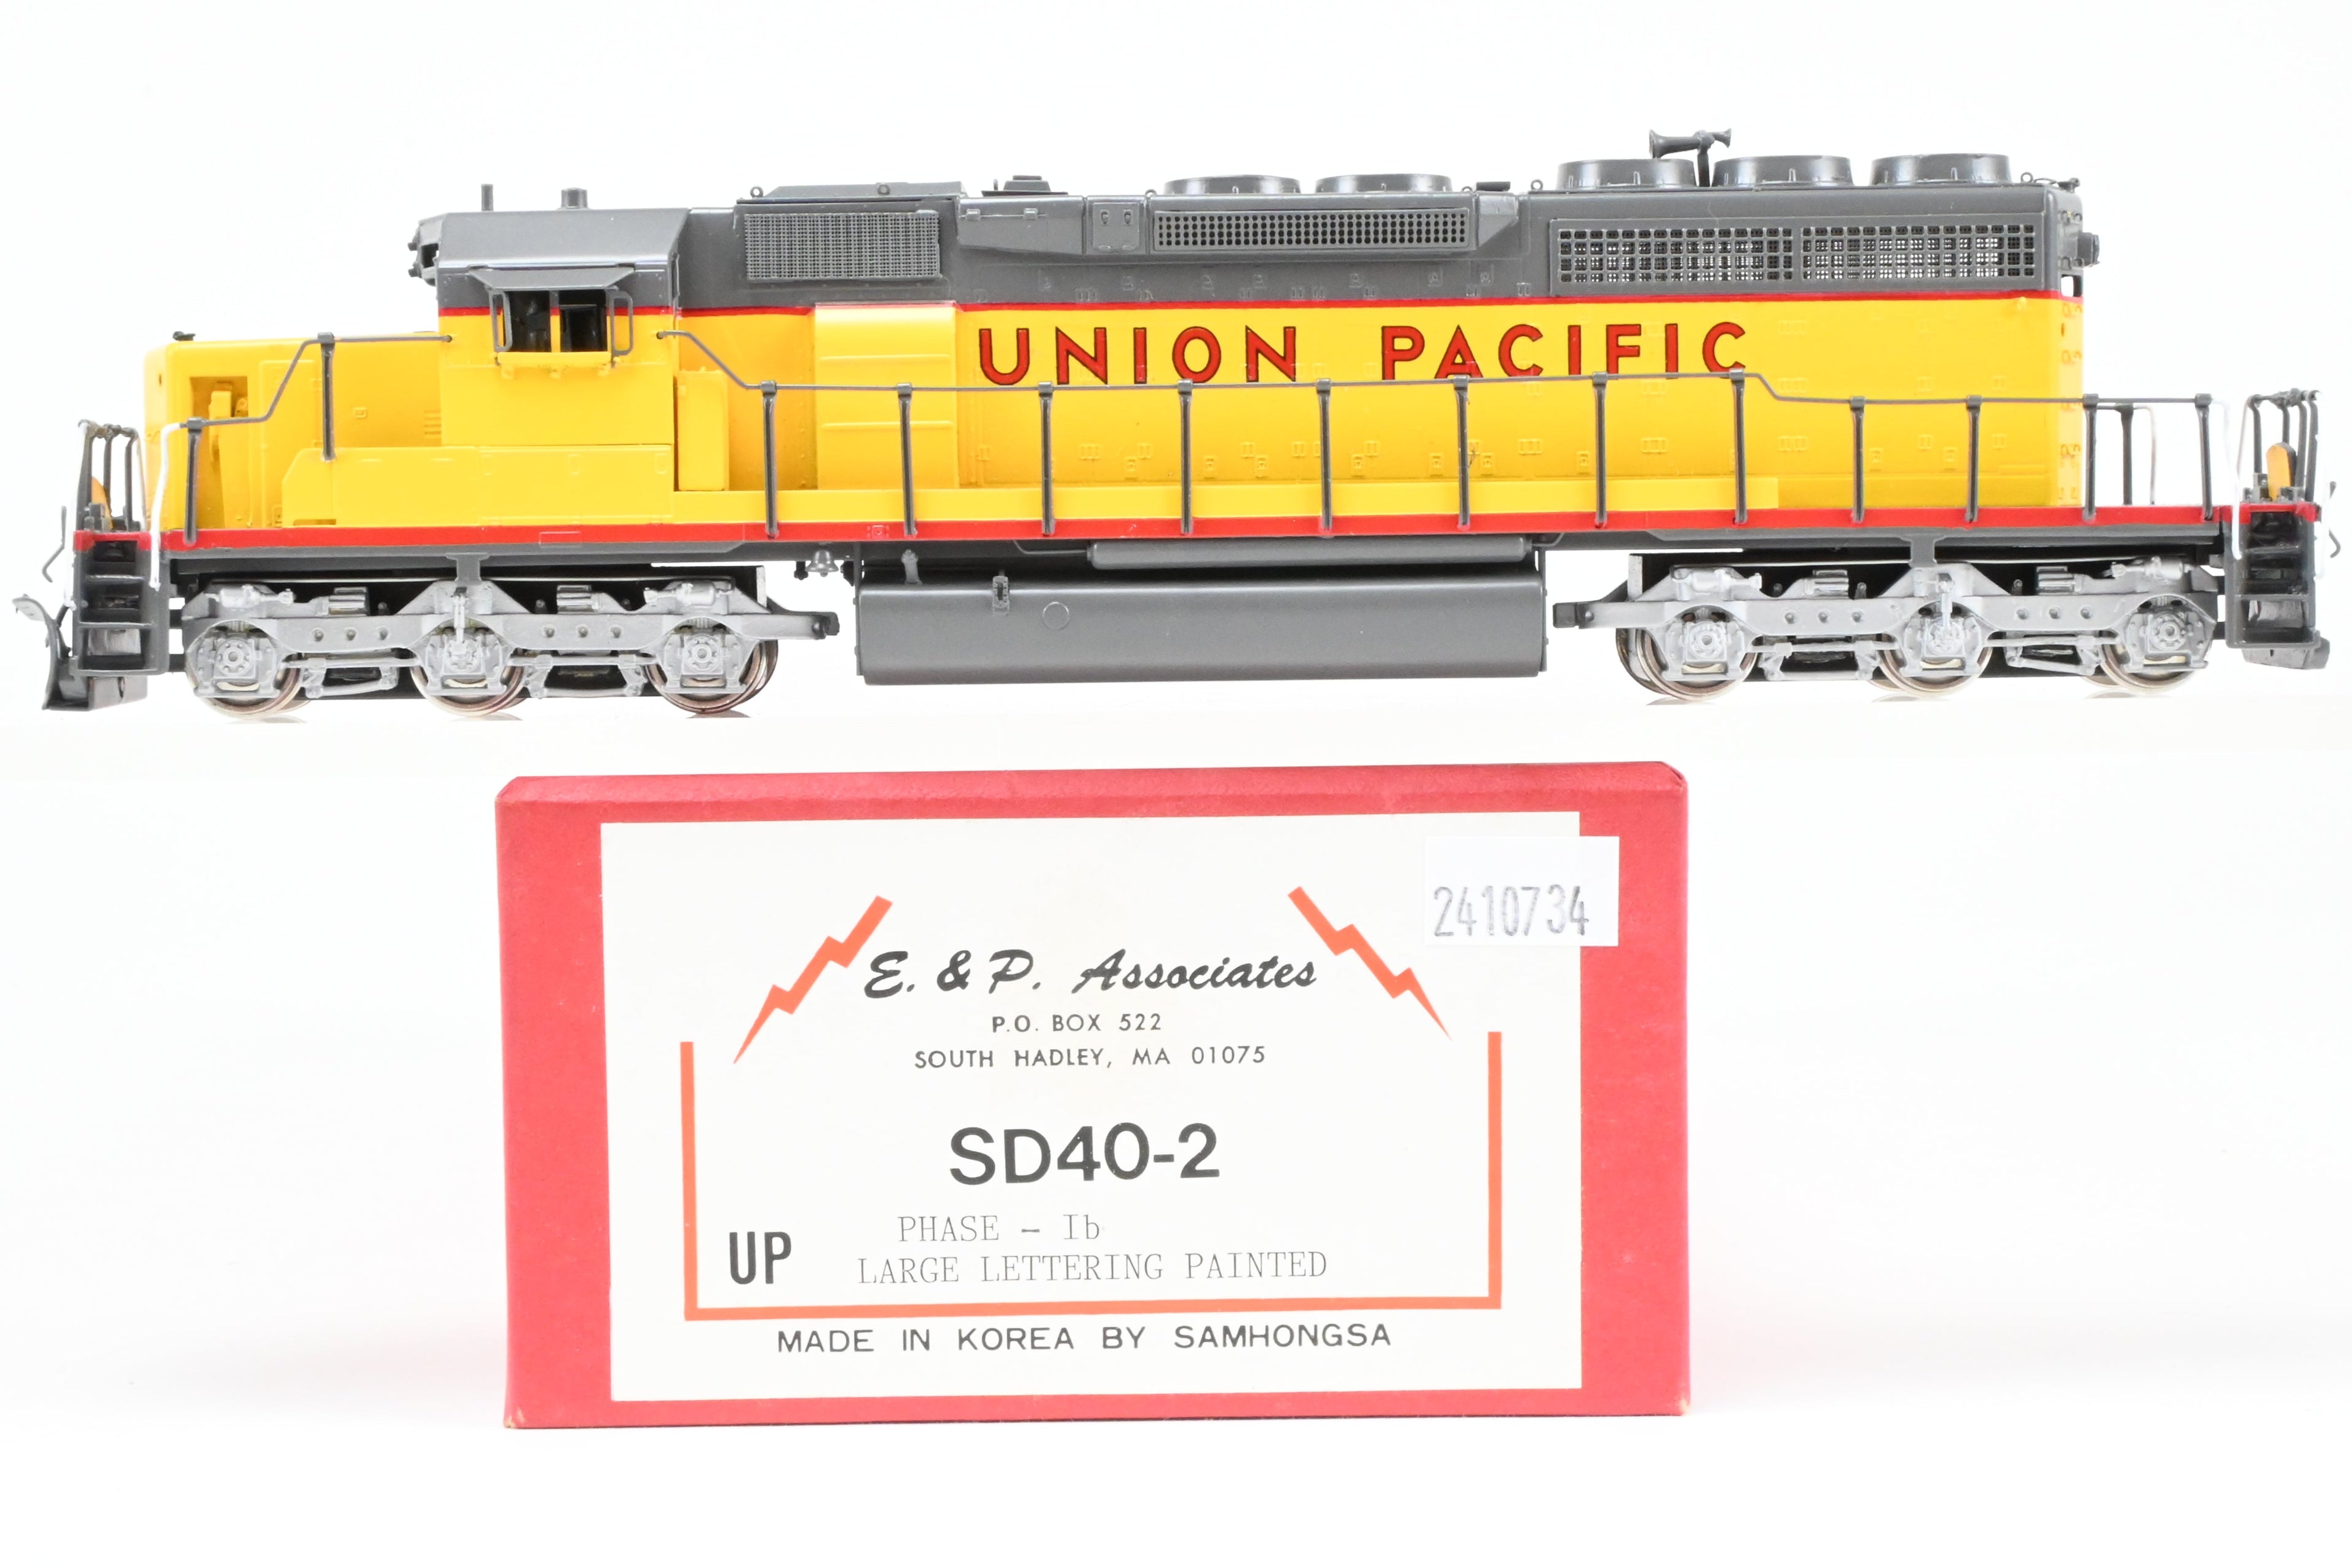 UNION PACIFIC
2410734
E. & P. Associates
P.O. BOX 522
SOUTH HADLEY, MA 01075
SD40-2
PHASE - Ib
UP LARGE LETTERING PAINTED
MADE IN KOREA BY SAMHONGSA